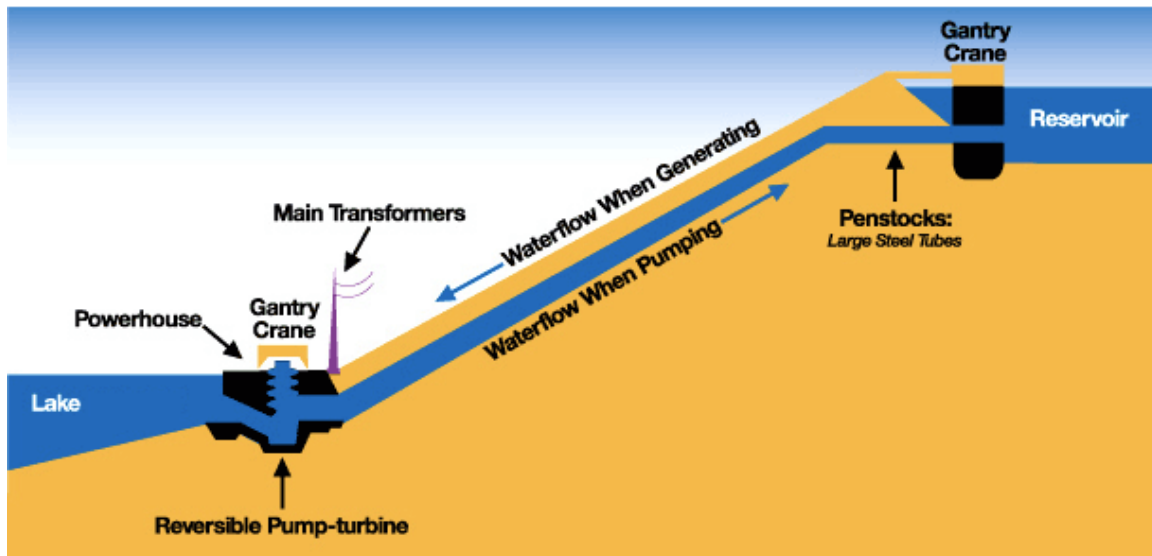 Gantry
Crane
Reservoir
Waterflow When Generating
Main Transformers
Penstocks:
Large Steel Tubes
Waterflow When Pumping
Gantry
Crane
Powerhouse
Lake
Reversible Pump-turbine